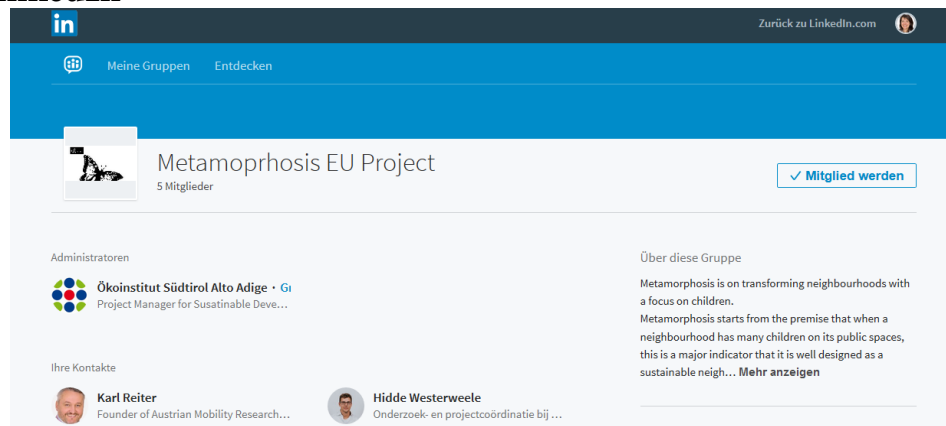 in
Zurück zu LinkedIn.com
Meine Gruppen Entdecken
Metamoprhosis EU Project
5 Mitglieder
✓ Mitglied werden
Administratoren
Ökoinstitut Südtirol Alto Adige · Gr
Project Manager for Susatinable Deve...
Ihre Kontakte
Karl Reiter
Founder of Austrian Mobility Research...
Hidde Westerweele
Onderzoek- en projectcoördinatie bij ...
Über diese Gruppe
Metamorphosis is on transforming neighbourhoods with
a focus on children.
Metamorphosis starts from the premise that when a
neighbourhood has many children on its public spaces,
this is a major indicator that it is well designed as a
sustainable neigh... Mehr anzeigen